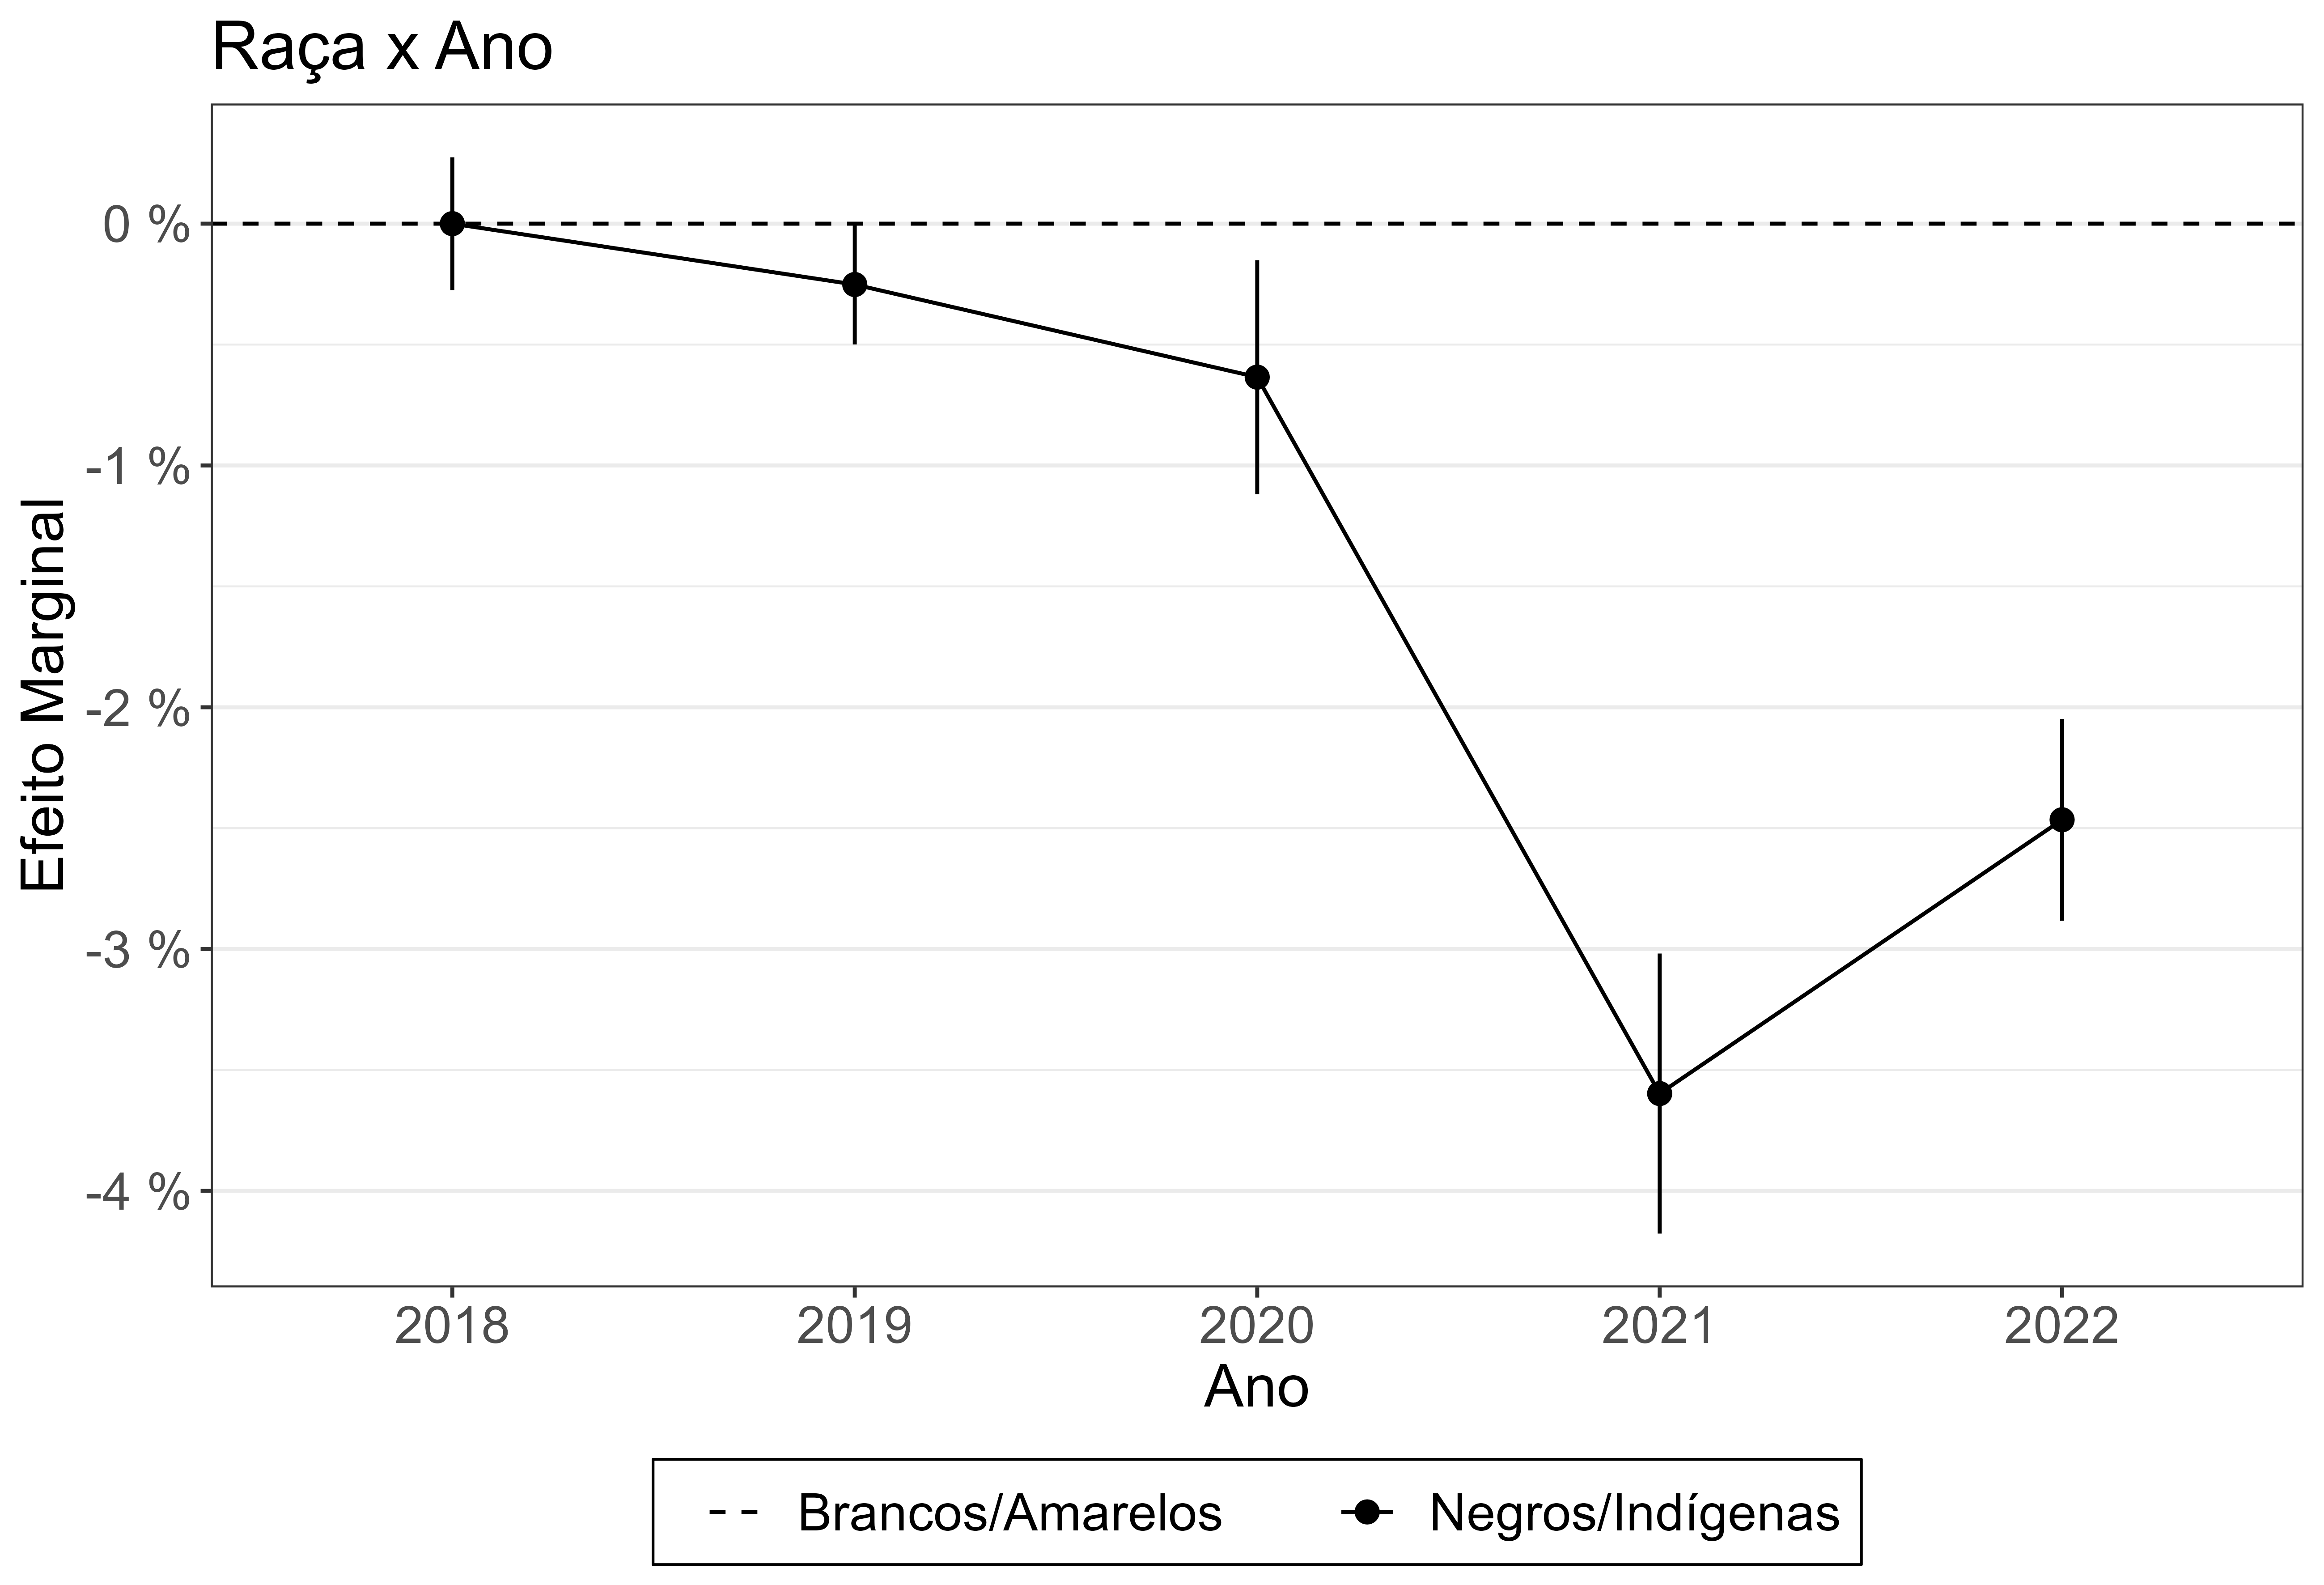 Raça x Ano
Efeito Marginal
0 %
-1 %
-2 %
-3 %
-4 %
2018 2019 2020 2021 2022
Ano
Brancos/Amarelos Negros/Indígenas